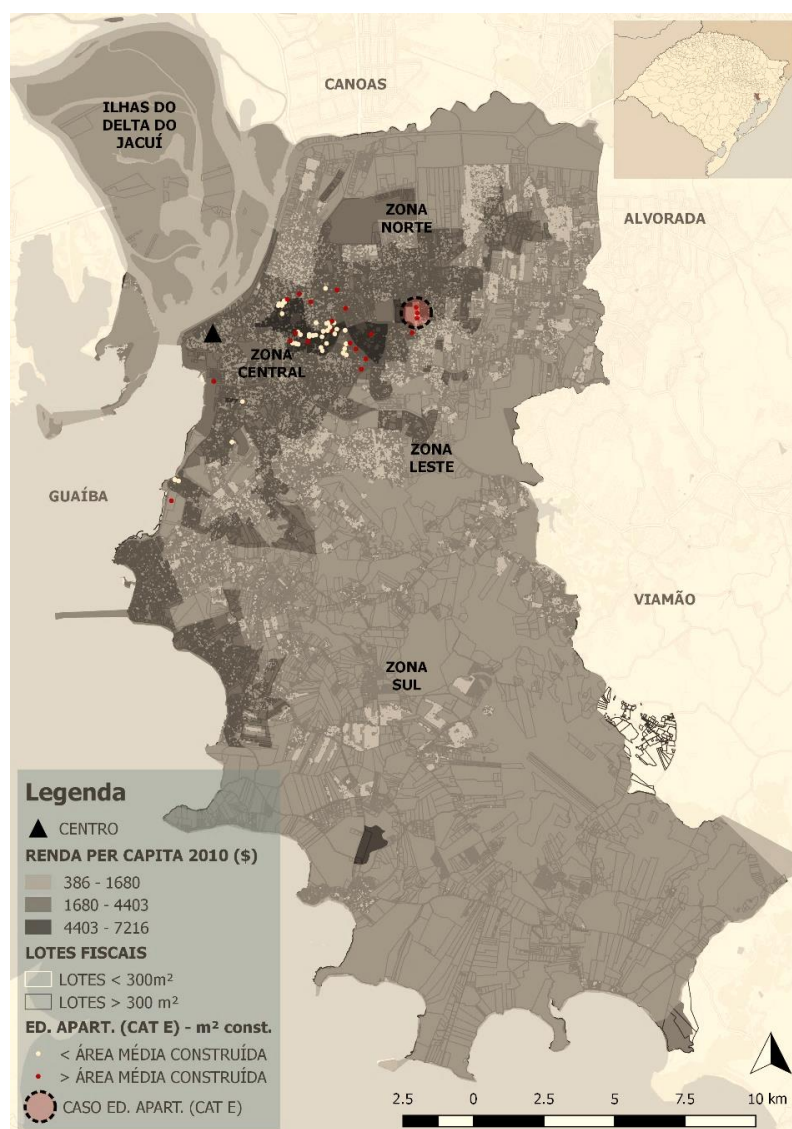 CANOAS
ILHAS DO
DELTA DO
JACUÍ
ZONA
NORTE
ALVORADA
ZONA
CENTRAL
ZONA
LESTE
GUAÍBA
VIAMÃO
ZONA
SUL
Legenda
CENTRO
RENDA PER CAPITA 2010 ($)
386 - 1680
1680 - 4403
4403 - 7216
LOTES FISCAIS
LOTES < 300m²
LOTES > 300 m²
ED. APART. (CAT E) - m² const.
< ÁREA MÉDIA CONSTRUÍDA
> ÁREA MÉDIA CONSTRUÍDA
CASO ED. APART. (CAT E)
2.5 0 2.5 5 7.5 10 km